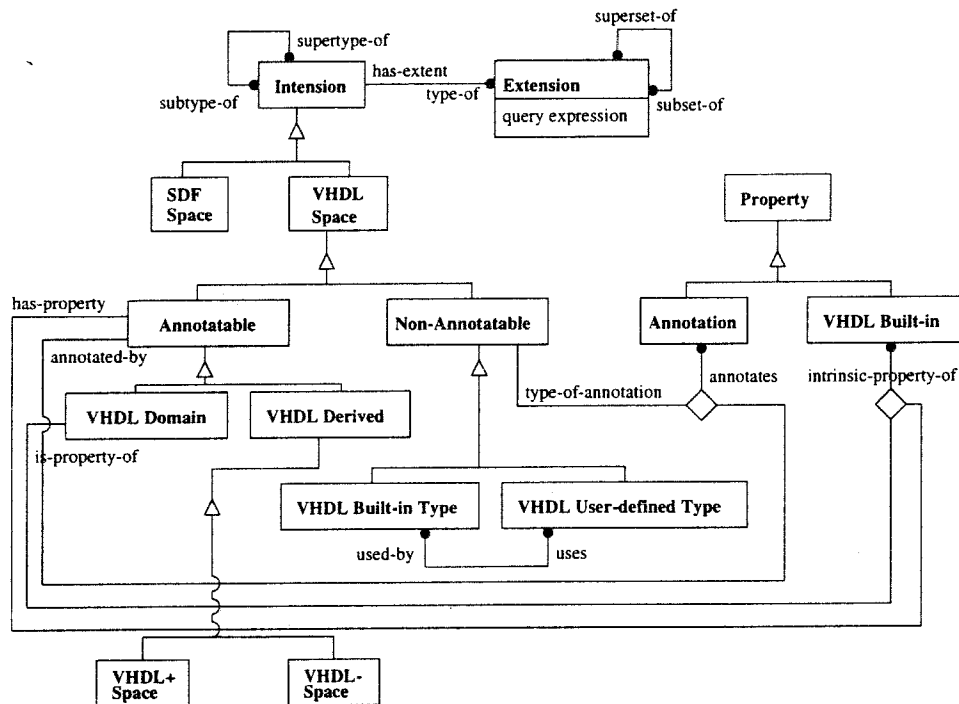 superset-of
supertype-of
Intension
has-extent
type-of
Extension
query expression
subtype-of
subset-of
SDF
Space
VHDL
Space
Property
has-property
Annotatable
Non-Annotatable
Annotation
VHDL Built-in
annotated-by
type-of-annotation
annotates
intrinsic-property-of
VHDL Domain
VHDL Derived
is-property-of
VHDL Built-in Type
VHDL User-defined Type
used-by
uses
VHDL+
Space
VHDL-
Space